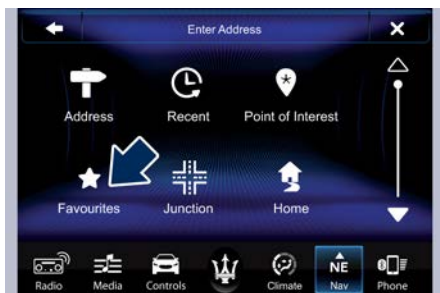 Enter Address
Address Recent Point of Interest
Favourites Junction Home
NE
Radio Media Controls Climate Nav Phone